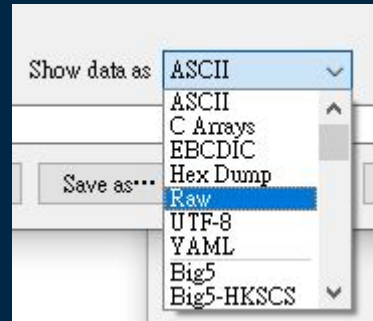 Show data as ASCII
ASCII
C Arrays
EBCDIC
Hex Dump
Save as…
Raw
UTF-8
YAML
Big5
Big5-HKSCS